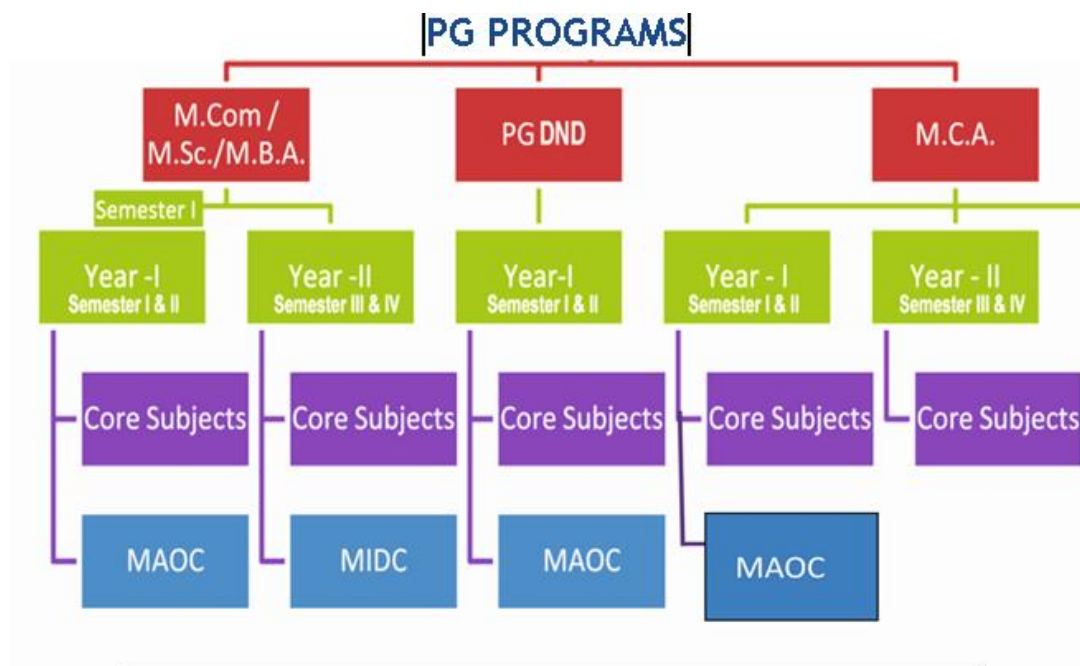 PG PROGRAMS
M.Com /
M.Sc./M.B.A.
PG DND
M.C.A.
Semester I
Year -I
Semester I & II
Year -II
Semester III & IV
Year-I
Semester I & II
Year - I
Semester I & II
Year - II
Semester III & IV
Core Subjects
Core Subjects
Core Subjects
Core Subjects
Core Subjects
MAOC
MIDC
MAOC
MAOC